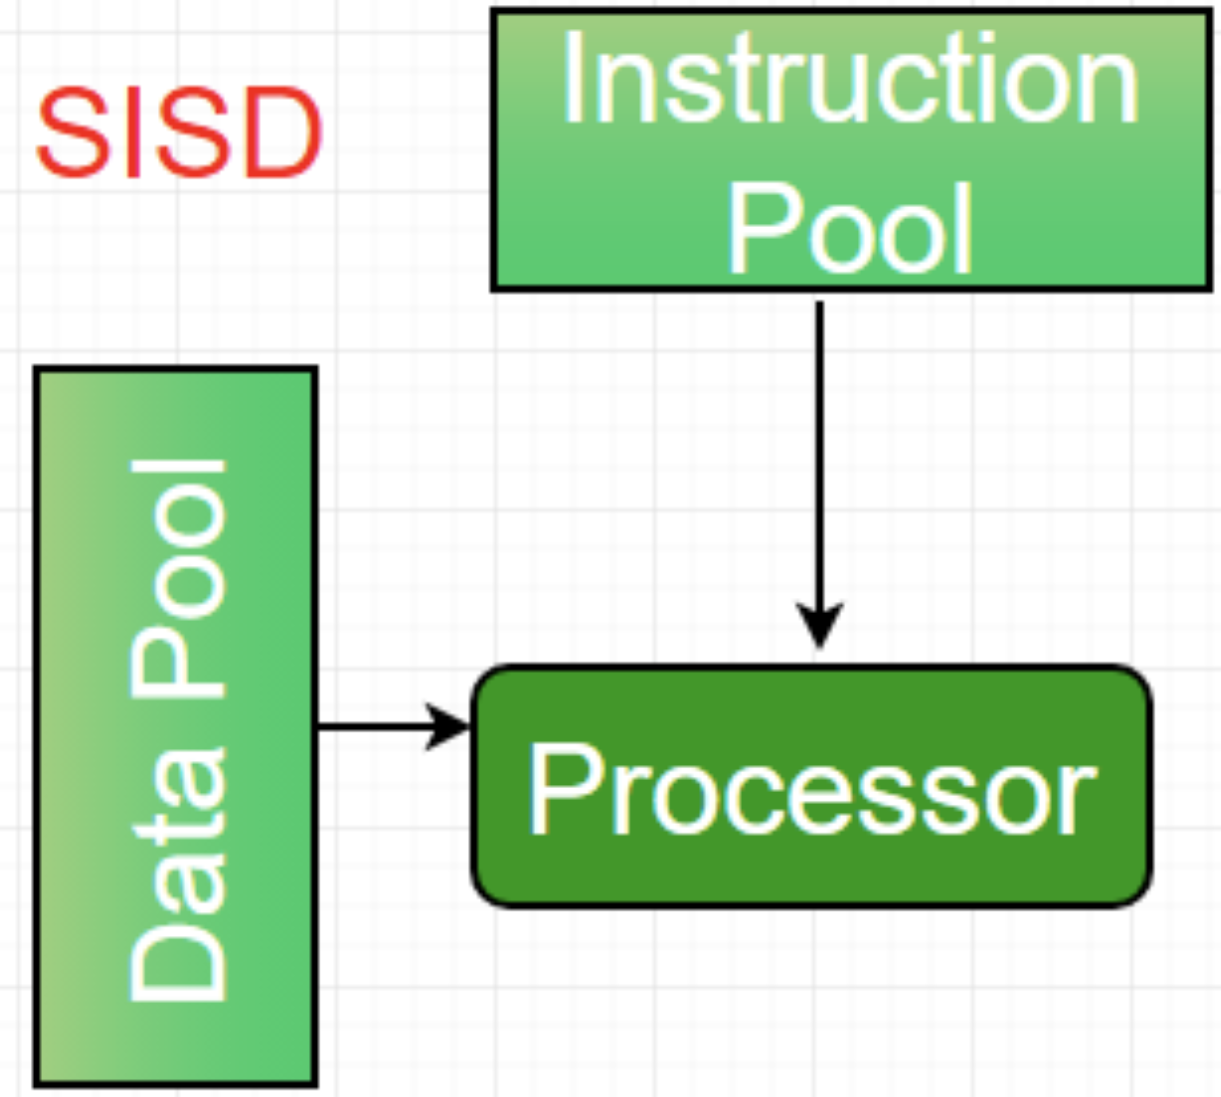 SISD
Instruction
Pool
Data Pool
Processor